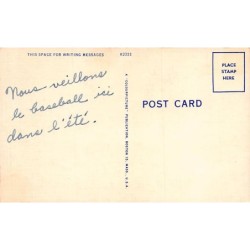 THIS SPACE FOR WRITING MESSAGES
PLACE
STAMP
HERE
POST CARD
Nous veillons
le baseball ici
dans l'été.